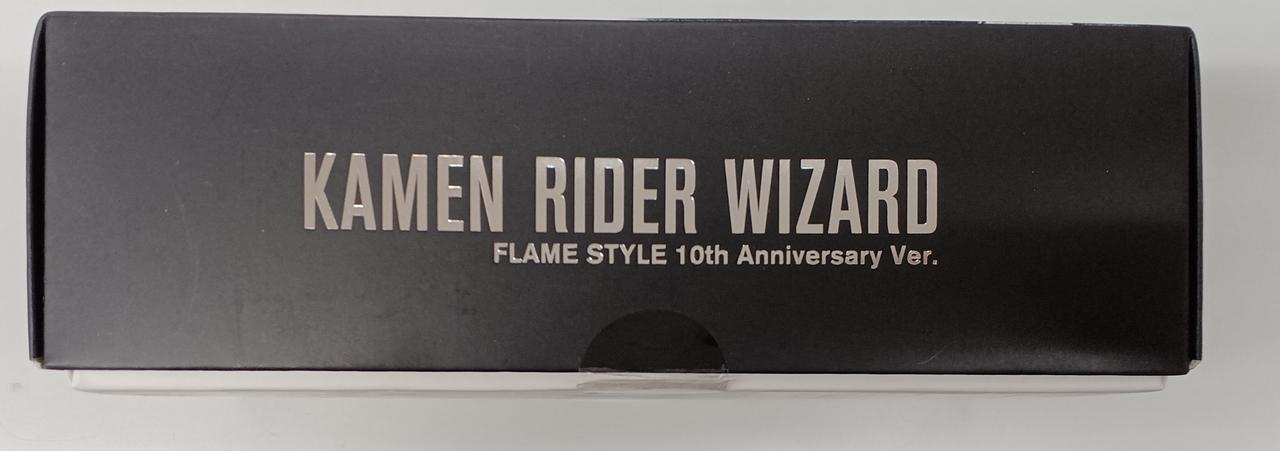 KAMEN RIDER WIZARD
FLAME STYLE 10th Anniversary Ver.